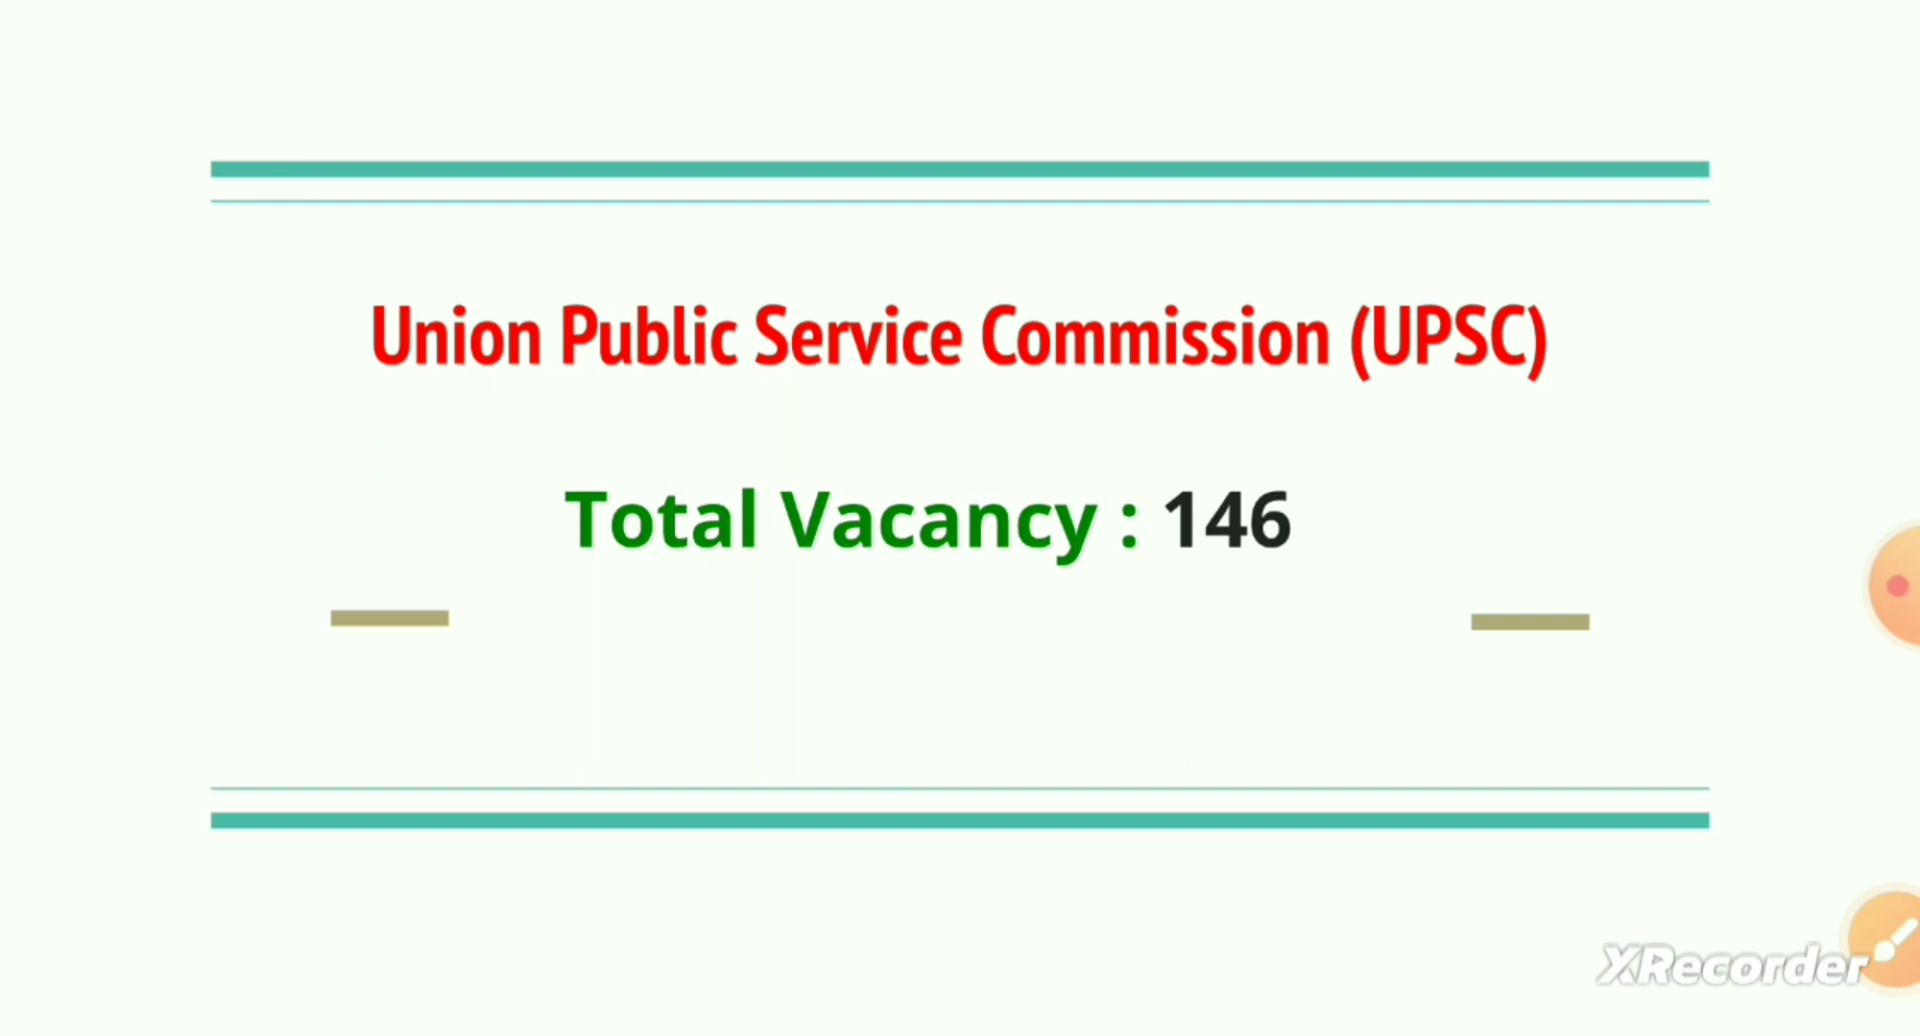 Union Public Service Commission (UPSC)
Total Vacancy : 146
XRecorder